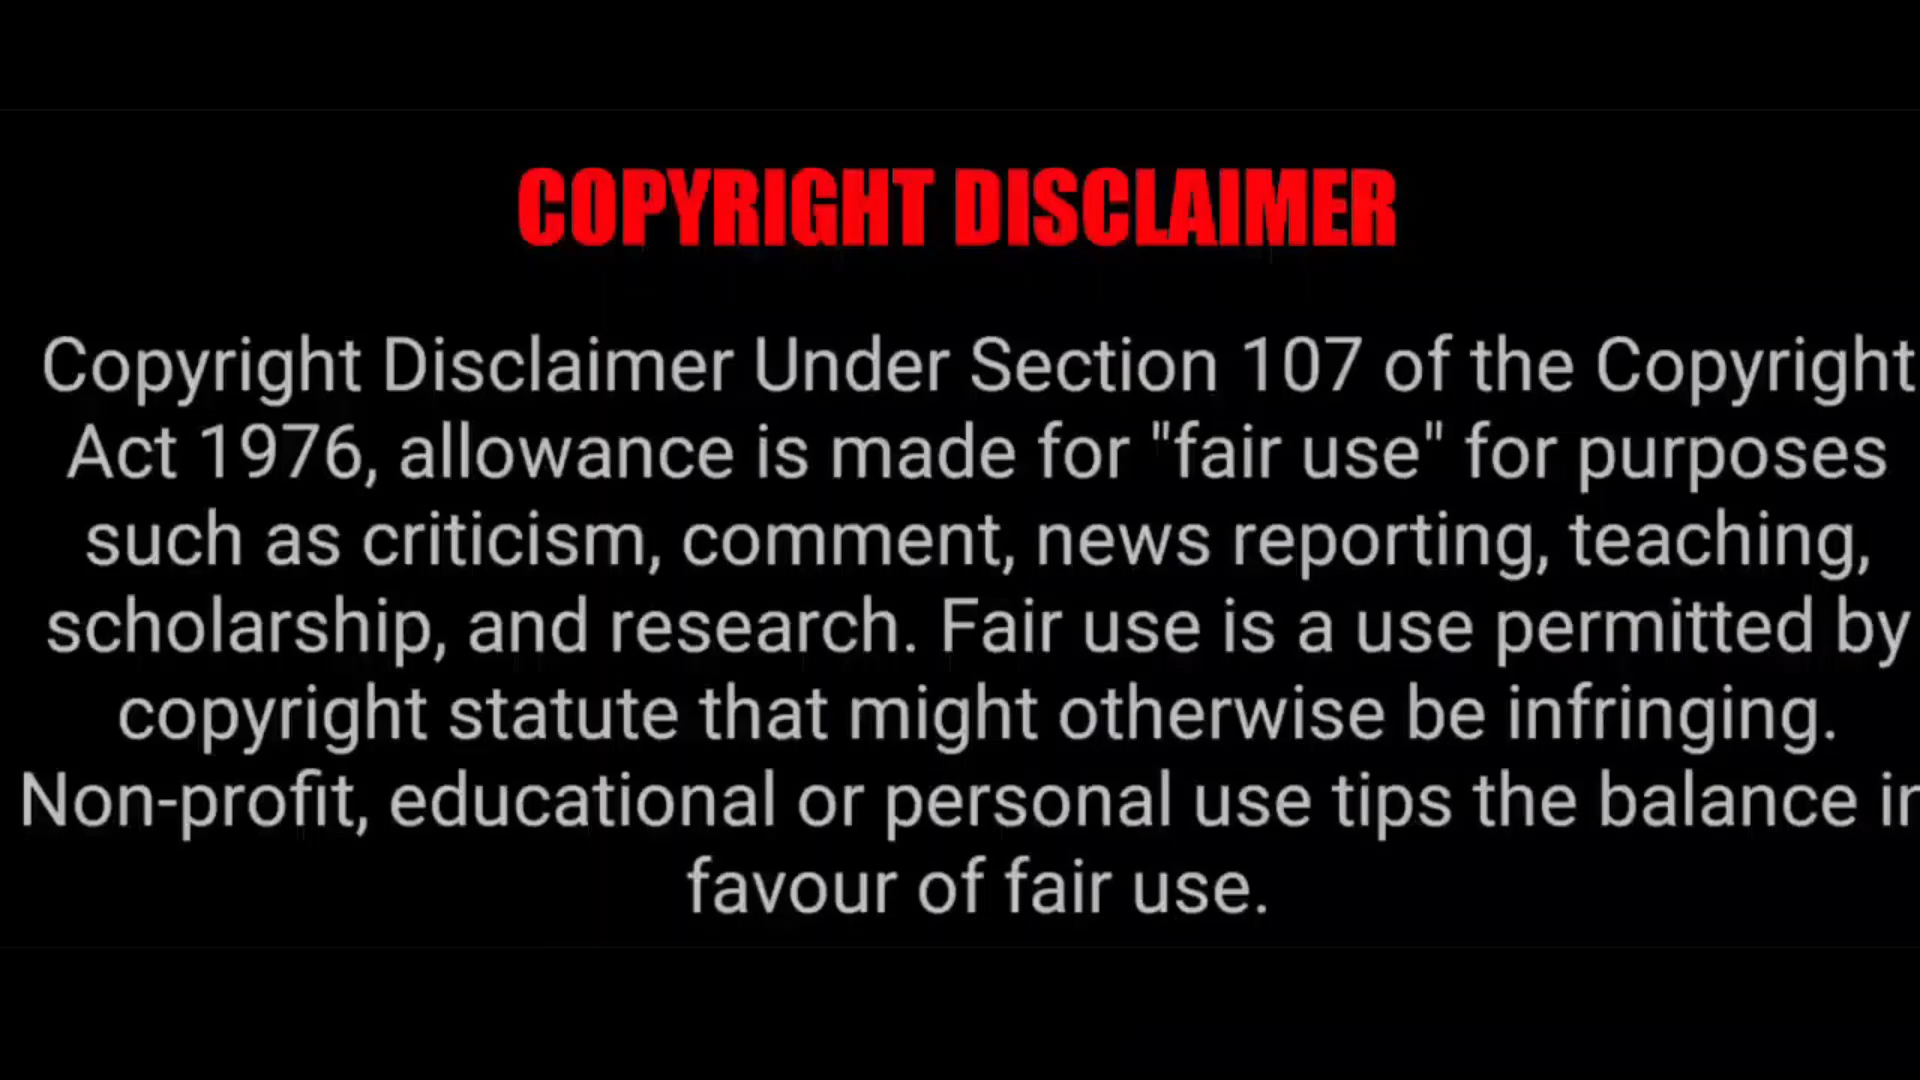 COPYRIGHT DISCLAIMER
Copyright Disclaimer Under Section 107 of the Copyright
Act 1976, allowance is made for "fair use" for purposes
such as criticism, comment, news reporting, teaching,
scholarship, and research. Fair use is a use permitted by
copyright statute that might otherwise be infringing.
Non-profit, educational or personal use tips the balance in
favour of fair use.